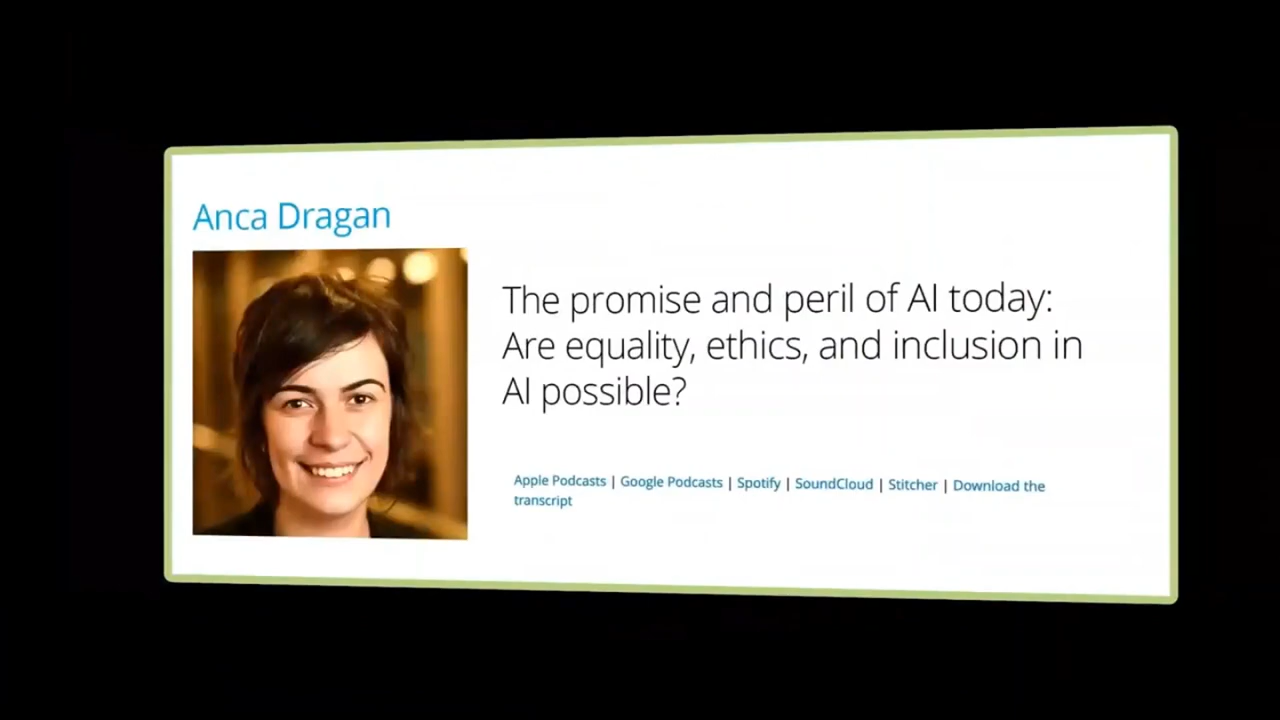 Anca Dragan
The promise and peril of AI today:
Are equality, ethics, and inclusion in
AI possible?
Apple Podcasts | Google Podcasts | Spotify | SoundCloud | Stitcher | Download the
transcript